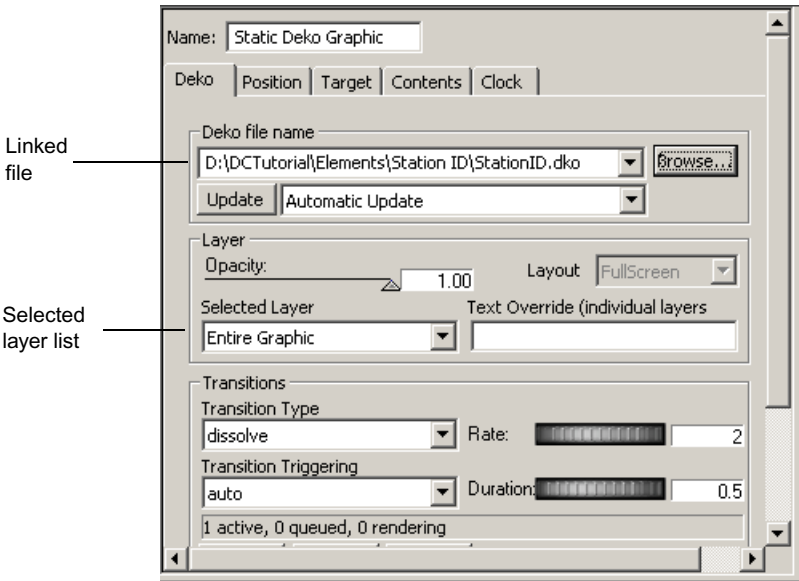 Name: Static Deko Graphic
Deko Position Target Contents Clock
Linked file
Deko file name
D:\DCTutorial\Elements\Station ID\StationID.dko Browse...
Update Automatic Update
Layer
Opacity: 1.00 Layout FullScreen
Selected layer list
Selected Layer Text Override (individual layers
Entire Graphic
Transitions
Transition Type
dissolve Rate: 2
Transition Triggering
auto Duration: 0.5
1 active, 0 queued, 0 rendering